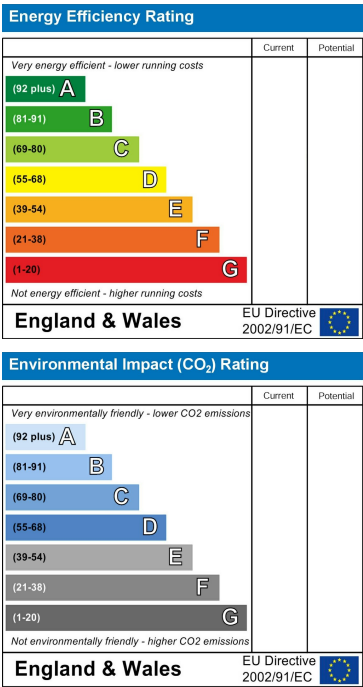 Energy Efficiency Rating
Current Potential
Very energy efficient - lower running costs
(92 plus) A
(81-91) B
(69-80) C
(55-68) D
(39-54) E
(21-38) F
(1-20) G
Not energy efficient - higher running costs
England & Wales
EU Directive
2002/91/EC
Environmental Impact (CO₂) Rating
Current Potential
Very environmentally friendly - lower CO2 emissions
(92 plus) A
(81-91) B
(69-80) C
(55-68) D
(39-54) E
(21-38) F
(1-20) G
Not environmentally friendly - higher CO2 emissions
England & Wales
EU Directive
2002/91/EC